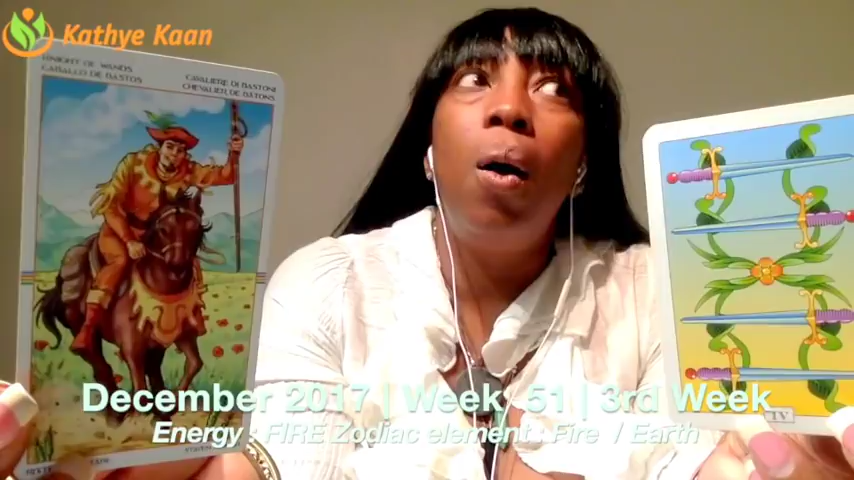 Kathye Kaan
KNIGHT OF WANDS
CABALLO DE BASTOS
CAVALIERE DI BASTONI
CHEVALIER DE BATONS
December 2017 | Week 51 | 3rd Week
Energy : FIRE Zodiac element : Fire / Earth